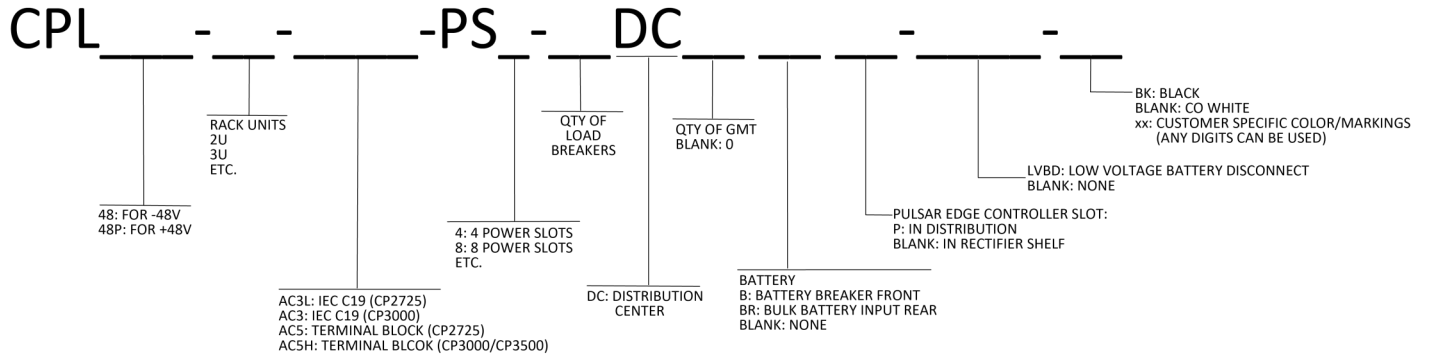 CPL___-__-____-PS_-__DC__ __ __-____-__
BK: BLACK
BLANK: CO WHITE
xx: CUSTOMER SPECIFIC COLOR/MARKINGS
(ANY DIGITS CAN BE USED)
RACK UNITS
2U
3U
ETC.
QTY OF
LOAD
BREAKERS
QTY OF GMT
BLANK: 0
LVBD: LOW VOLTAGE BATTERY DISCONNECT
BLANK: NONE
48: FOR -48V
48P: FOR +48V
PULSAR EDGE CONTROLLER SLOT:
P: IN DISTRIBUTION
BLANK: IN RECTIFIER SHELF
4: 4 POWER SLOTS
8: 8 POWER SLOTS
ETC.
BATTERY
B: BATTERY BREAKER FRONT
BR: BULK BATTERY INPUT REAR
BLANK: NONE
DC: DISTRIBUTION
CENTER
AC3L: IEC C19 (CP2725)
AC3: IEC C19 (CP3000)
AC5: TERMINAL BLOCK (CP2725)
AC5H: TERMINAL BLCOK (CP3000/CP3500)